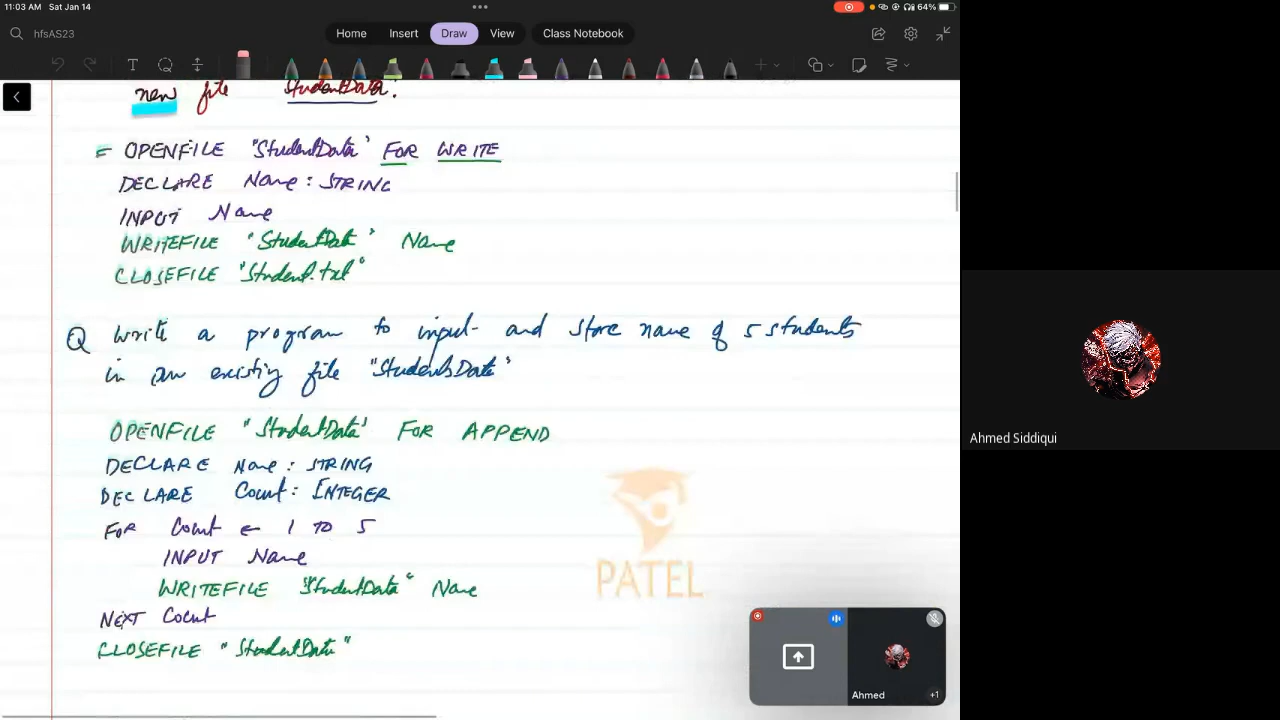 11:03 AM Sat Jan 14
64%
hfsAS23
Home Insert Draw View Class Notebook
new file "StudentData".
= OPENFILE "StudentData" FOR WRITE
DECLARE Name : STRING
INPUT Name
WRITEFILE "StudentData" Name
CLOSEFILE "Student.txt"
Q Write a program to input and store name of 5 students
in an existing file "StudentsData"
OPENFILE "StudentData" FOR APPEND
DECLARE Name : STRING
DECLARE Count : INTEGER
FOR Count ← 1 TO 5
INPUT Name
WRITEFILE "StudentData" Name
NEXT Count
CLOSEFILE "StudentData"
PATEL
Ahmed Siddiqui
Ahmed +1